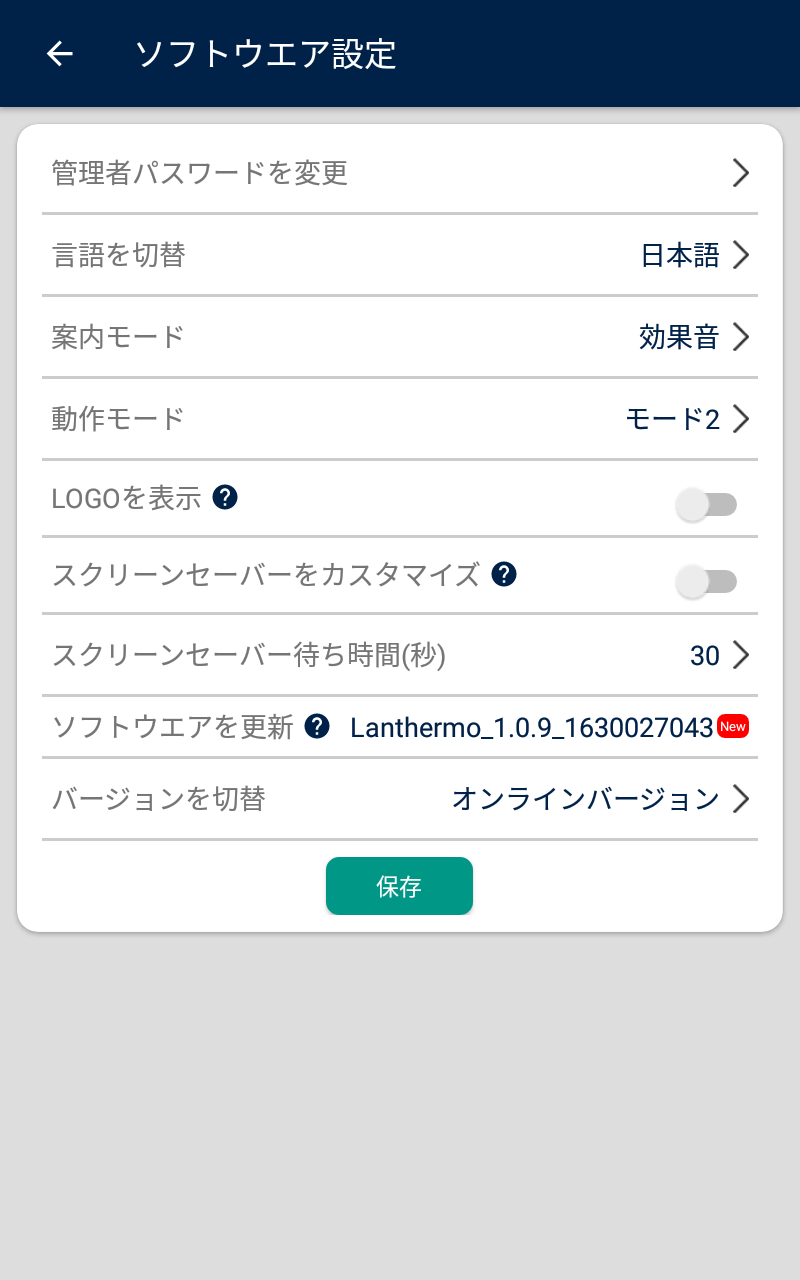 ソフトウエア設定
管理者パスワードを変更
言語を切替 日本語
案内モード 効果音
動作モード モード2
LOGOを表示 ?
スクリーンセーバーをカスタマイズ ?
スクリーンセーバー待ち時間(秒) 30
ソフトウエアを更新 ? Lanthermo_1.0.9_1630027043 New
バージョンを切替 オンラインバージョン
保存